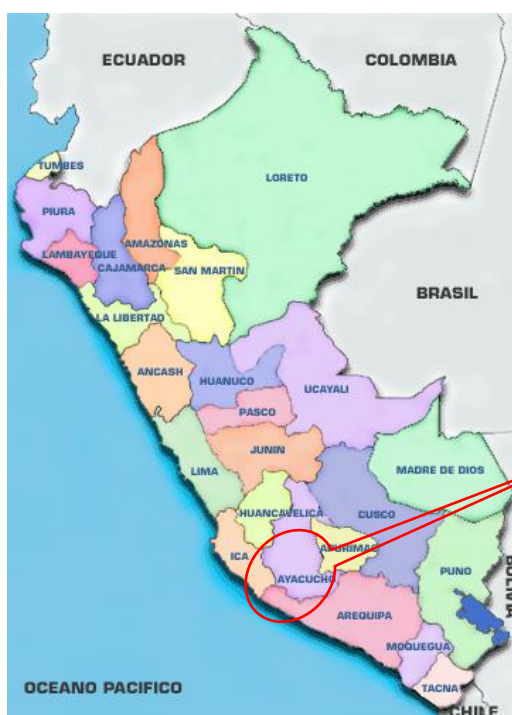 ECUADOR
COLOMBIA
TUMBES
LORETO
PIURA
AMAZONAS
LAMBAYEQUE
CAJAMARCA
SAN MARTIN
BRASIL
LA LIBERTAD
ANCASH
HUANUCO
UCAYALI
PASCO
JUNIN
LIMA
MADRE DE DIOS
HUANCAVELICA
CUSCO
APURIMAC
ICA
AYACUCHO
PUNO
BOLIVIA
AREQUIPA
MOQUEGUA
OCEANO PACIFICO
TACNA
CHILE